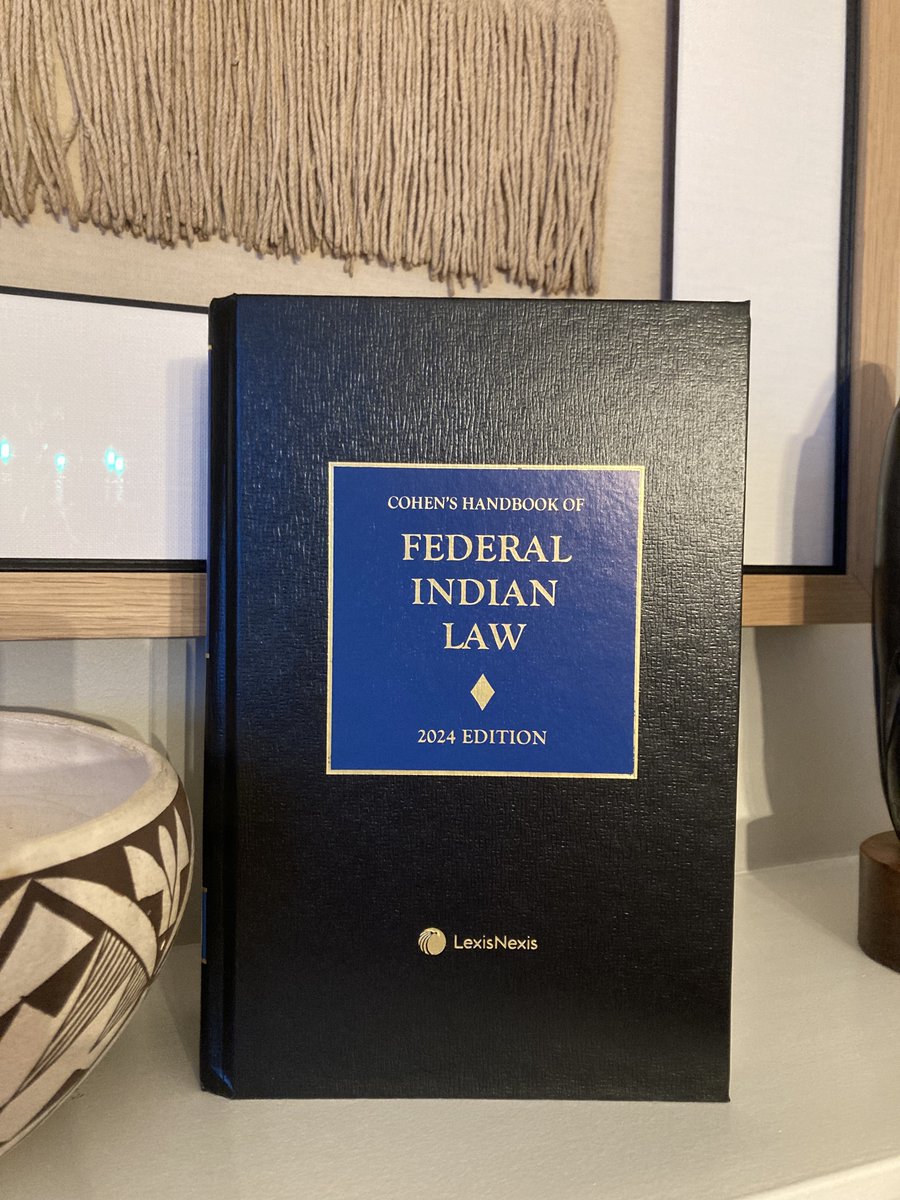 COHEN'S HANDBOOK OF
FEDERAL
INDIAN
LAW
2024 EDITION
LexisNexis